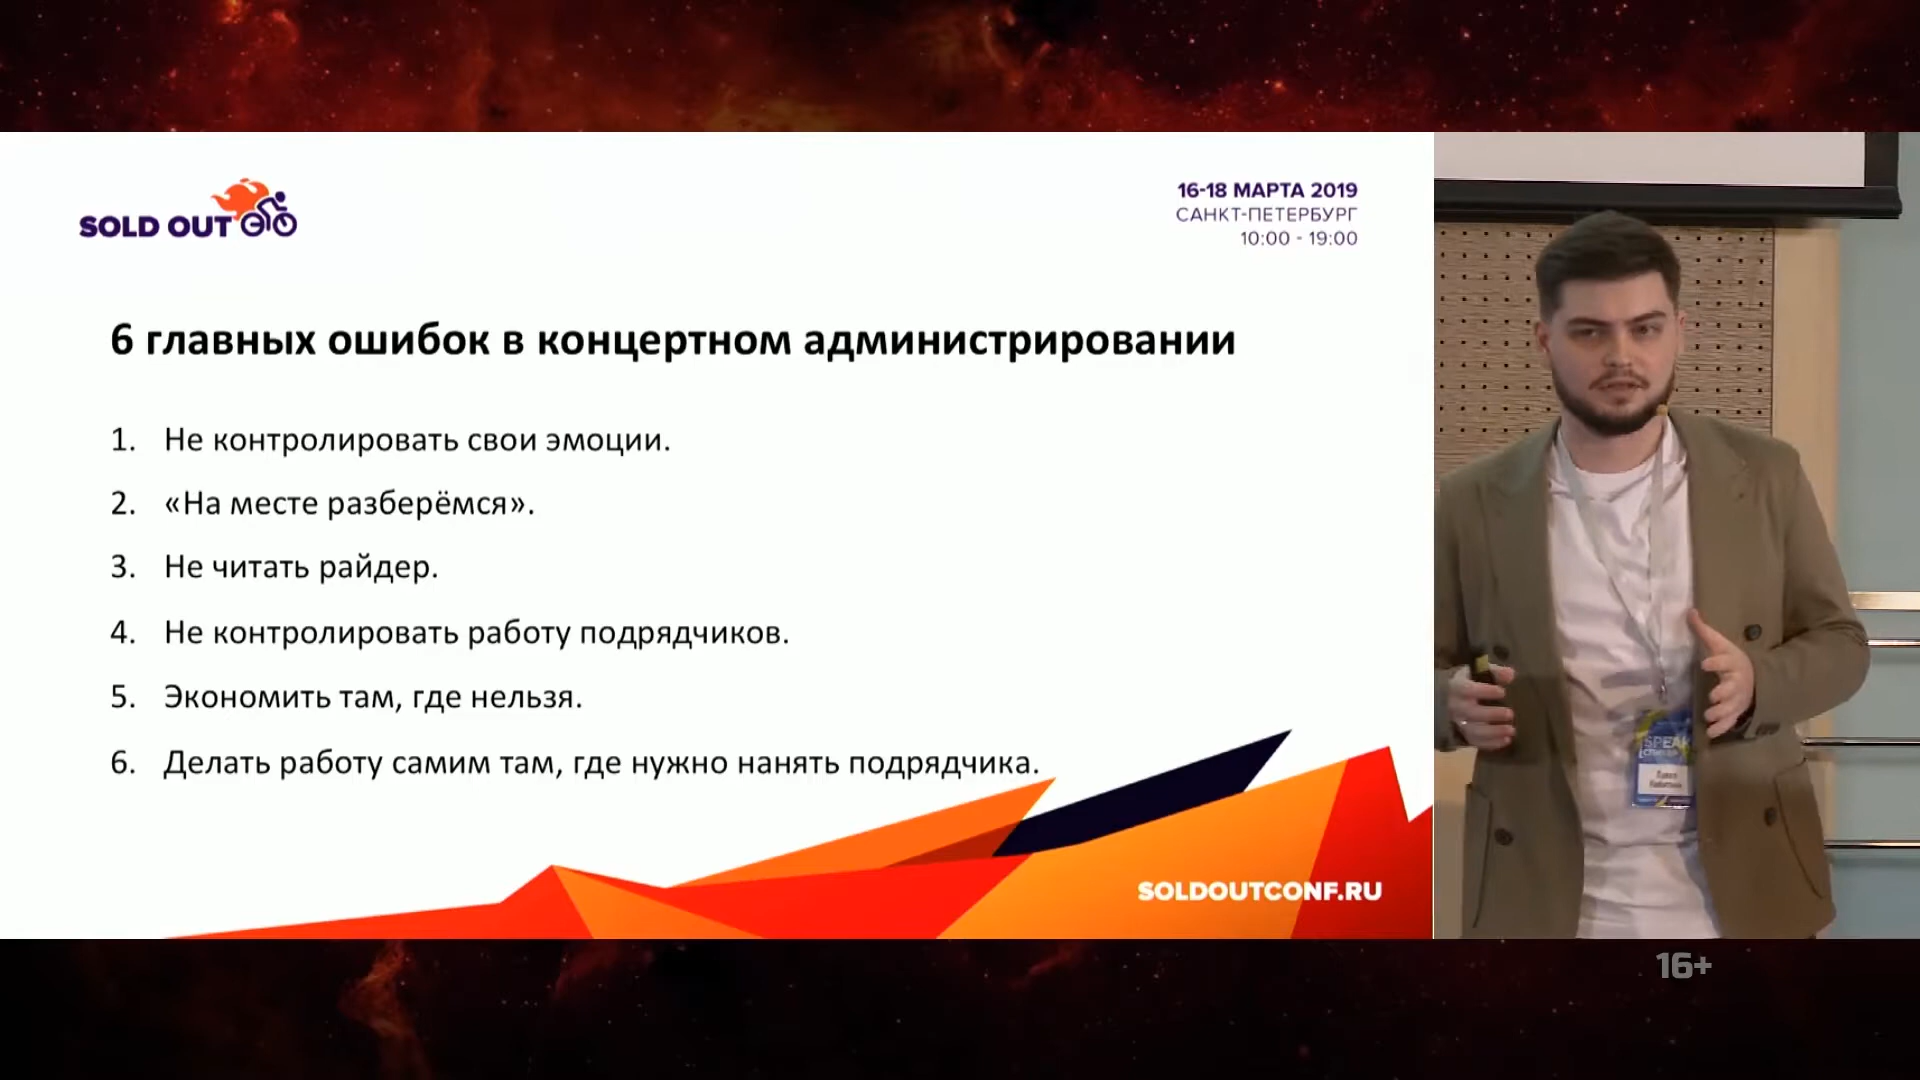 SOLD OUT
16-18 МАРТА 2019
САНКТ-ПЕТЕРБУРГ
10:00 - 19:00
6 главных ошибок в концертном администрировании
1. Не контролировать свои эмоции.
2. «На месте разберёмся».
3. Не читать райдер.
4. Не контролировать работу подрядчиков.
5. Экономить там, где нельзя.
6. Делать работу самим там, где нужно нанять подрядчика.
SOLDOUTCONF.RU
16+